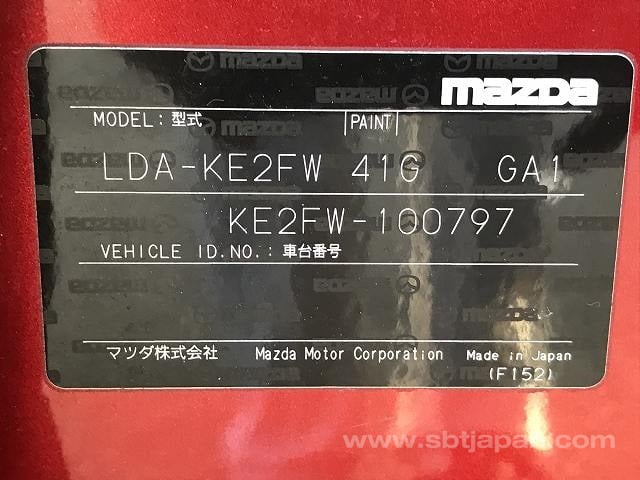 mazda
MODEL: 型式 PAINT
LDA-KE2FW 41G GA1
KE2FW-100797
VEHICLE ID.NO.: 車台番号
マツダ株式会社 Mazda Motor Corporation Made in Japan
(F152)
www.sbtjapan.com